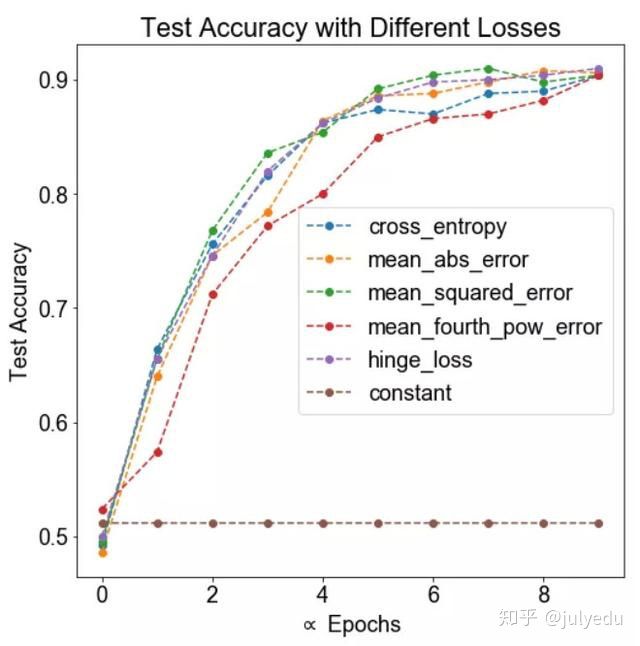 Test Accuracy with Different Losses
0.9
0.8
0.7
0.6
0.5
Test Accuracy
cross_entropy
mean_abs_error
mean_squared_error
mean_fourth_pow_error
hinge_loss
constant
0 2 4 6 8
∝ Epochs
知乎 @julyedu